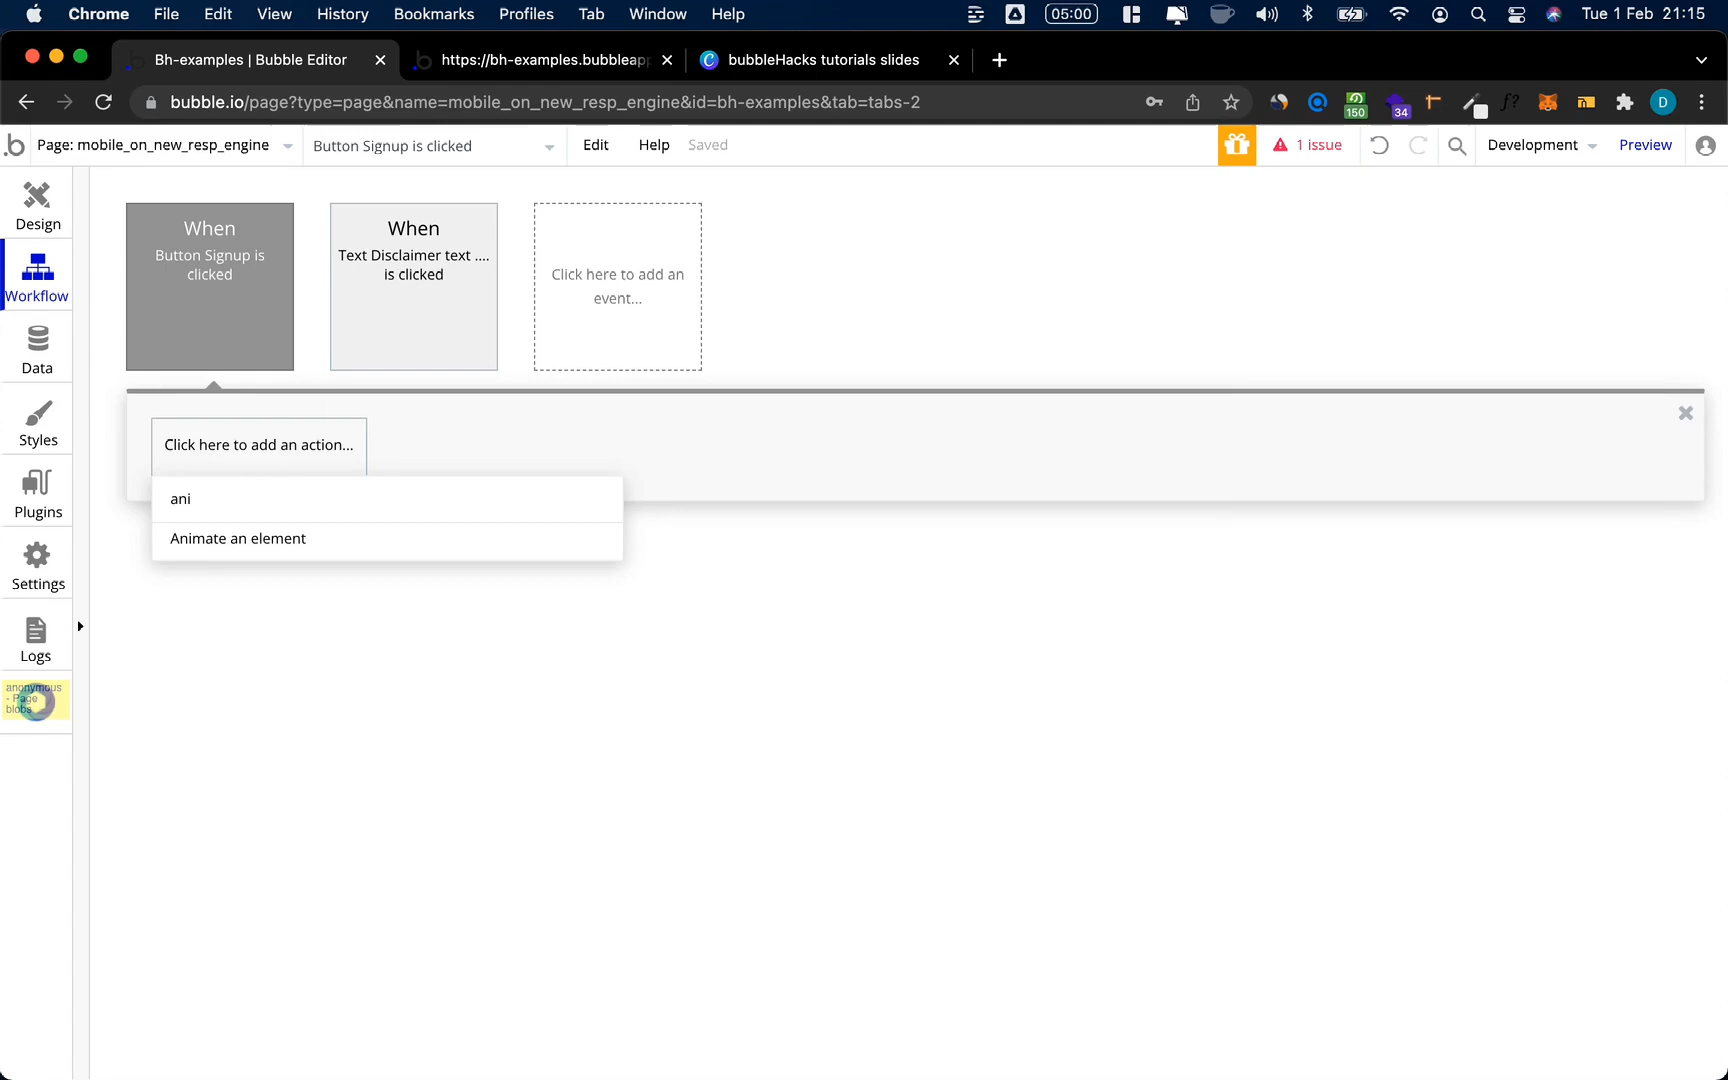 Chrome File Edit View History Bookmarks Profiles Tab Window Help 05:00 Tue 1 Feb 21:15
Bh-examples | Bubble Editor https://bh-examples.bubbleapp bubbleHacks tutorials slides
bubble.io/page?type=page&name=mobile_on_new_resp_engine&id=bh-examples&tab=tabs-2 150 34 f? D
b Page: mobile_on_new_resp_engine Button Signup is clicked Edit Help Saved 1 issue Development Preview
Design
Workflow
Data
Styles
Plugins
Settings
Logs
anonymous
- Page
blobs
When
Button Signup is
clicked
When
Text Disclaimer text ....
is clicked
Click here to add an
event...
Click here to add an action...
ani
Animate an element